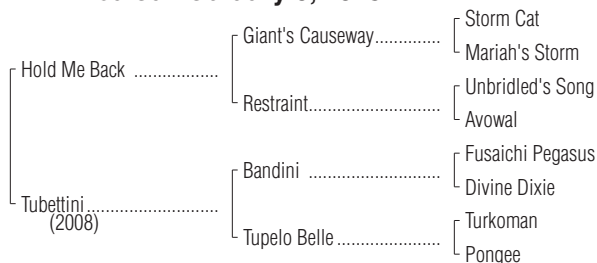 Storm Cat
Giant's Causeway..............
Mariah's Storm
Hold Me Back ..................
Unbridled's Song
Restraint............................
Avowal
Fusaichi Pegasus
Bandini ............................
Divine Dixie
Tubettini............................
(2008)
Turkoman
Tupelo Belle......................
Pongee